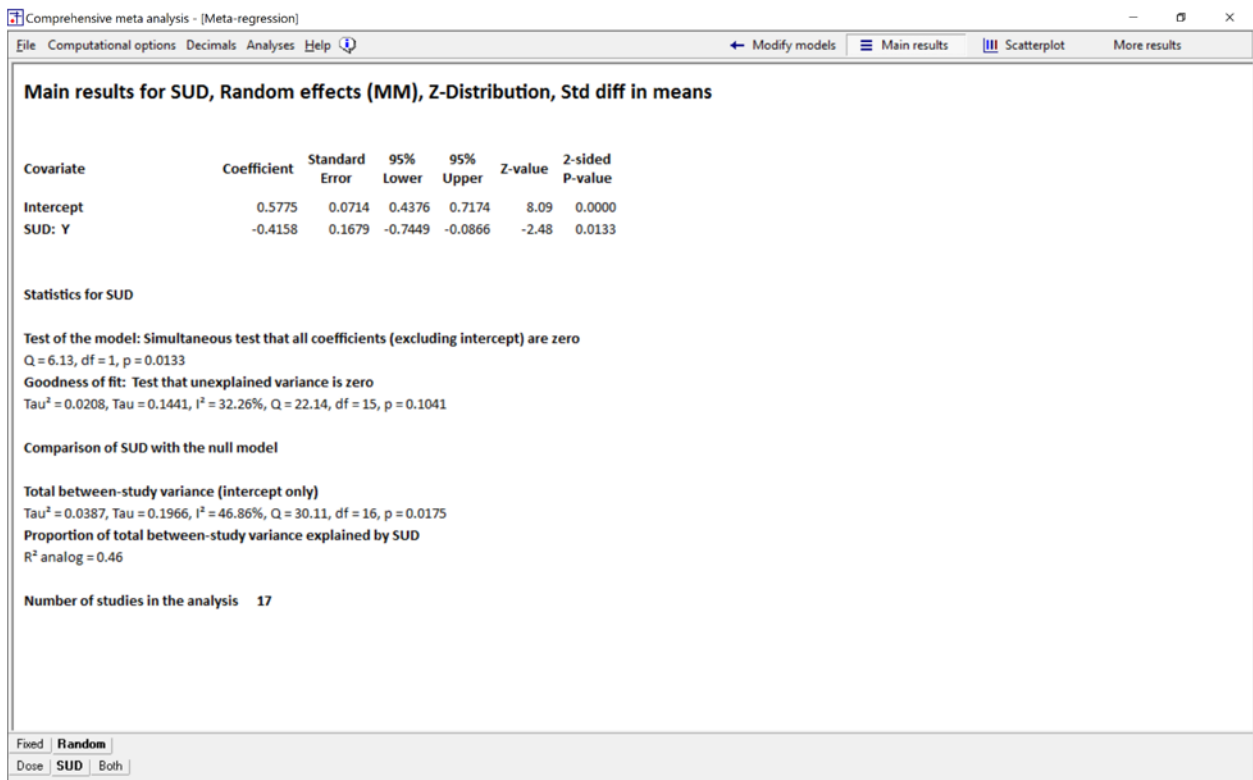 Comprehensive meta analysis - [Meta-regression]
File Computational options Decimals Analyses Help Modify models Main results Scatterplot More results
Main results for SUD, Random effects (MM), Z-Distribution, Std diff in means
Covariate Coefficient Standard Error 95% Lower 95% Upper Z-value 2-sided P-value
Intercept 0.5775 0.0714 0.4376 0.7174 8.09 0.0000
SUD: Y -0.4158 0.1679 -0.7449 -0.0866 -2.48 0.0133
Statistics for SUD
Test of the model: Simultaneous test that all coefficients (excluding intercept) are zero
Q = 6.13, df = 1, p = 0.0133
Goodness of fit: Test that unexplained variance is zero
Tau² = 0.0208, Tau = 0.1441, I² = 32.26%, Q = 22.14, df = 15, p = 0.1041
Comparison of SUD with the null model
Total between-study variance (intercept only)
Tau² = 0.0387, Tau = 0.1966, I² = 46.86%, Q = 30.11, df = 16, p = 0.0175
Proportion of total between-study variance explained by SUD
R² analog = 0.46
Number of studies in the analysis 17
Fixed Random
Dose SUD Both